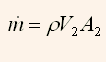 ṁ = ρV₂A₂